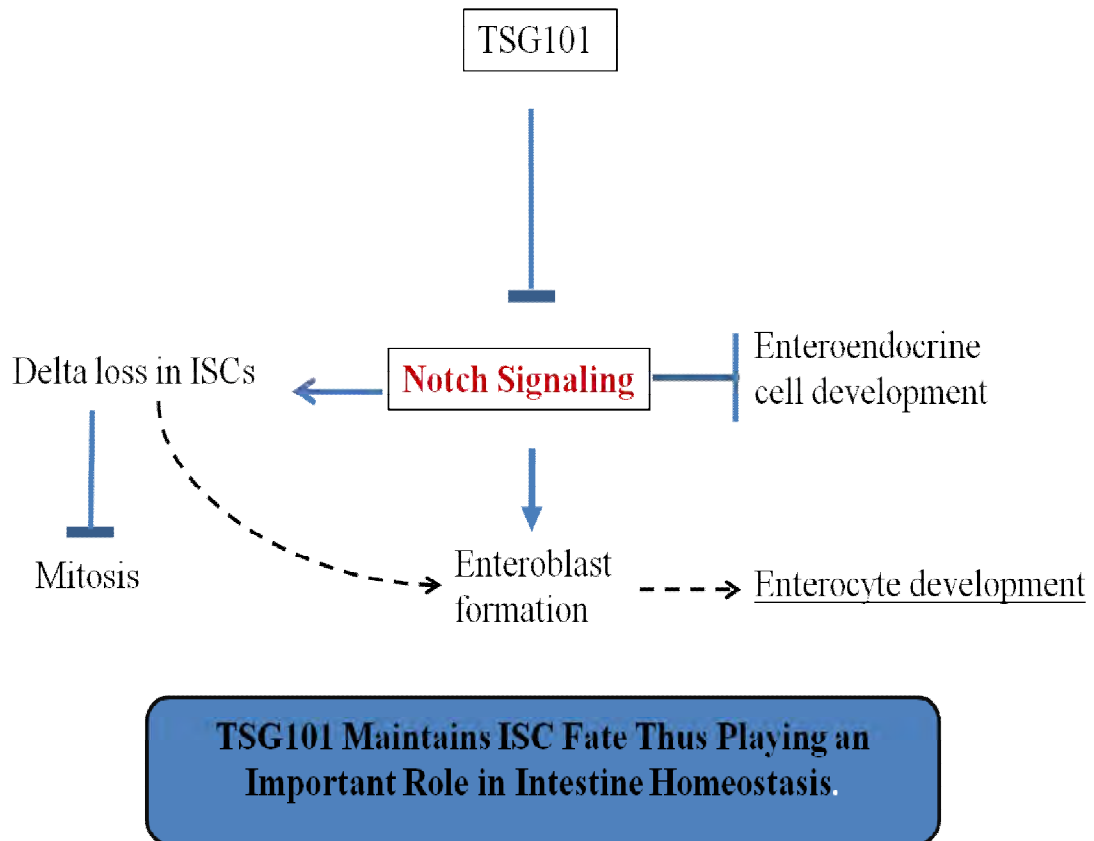 TSG101
Delta loss in ISCs
Notch Signaling
Enteroendocrine
cell development
Mitosis
Enteroblast
formation
Enterocyte development
TSG101 Maintains ISC Fate Thus Playing an
Important Role in Intestine Homeostasis.